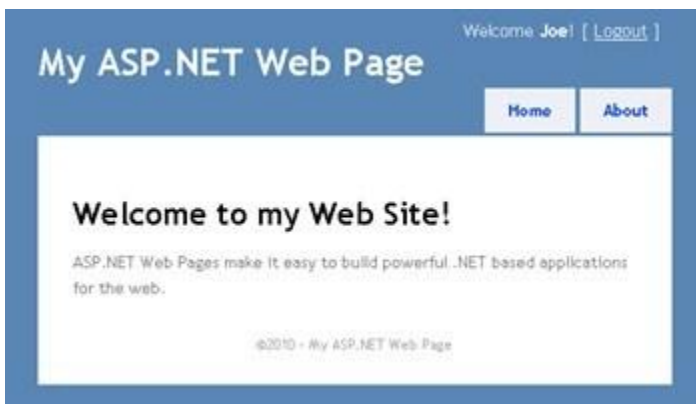 Welcome Joe! [ Logout ]
My ASP.NET Web Page
Home About
Welcome to my Web Site!
ASP.NET Web Pages make it easy to build powerful .NET based applications
for the web.
©2010 - My ASP.NET Web Page